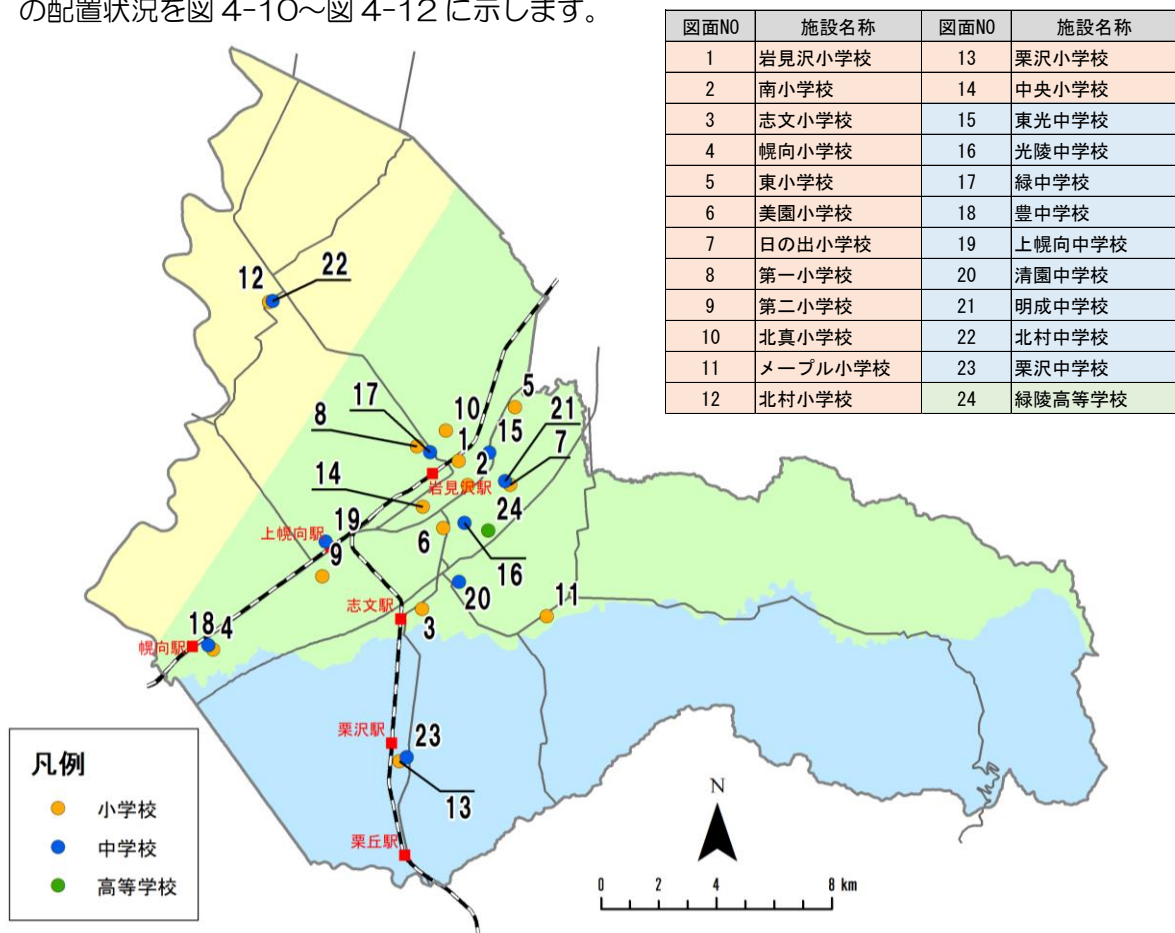 の配置状況を図 4-10～図 4-12 に示します。
図面NO 施設名称 図面NO 施設名称
1 岩見沢小学校 13 栗沢小学校
2 南小学校 14 中央小学校
3 志文小学校 15 東光中学校
4 幌向小学校 16 光陵中学校
5 東小学校 17 緑中学校
6 美園小学校 18 豊中学校
7 日の出小学校 19 上幌向中学校
8 第一小学校 20 清園中学校
9 第二小学校 21 明成中学校
10 北真小学校 22 北村中学校
11 メープル小学校 23 栗沢中学校
12 北村小学校 24 緑陵高等学校
12
22
5
17
10
21
8
1
15
7
2
岩見沢駅
14
24
19
上幌向駅
6
9
16
20
11
志文駅
3
18
4
幌向駅
栗沢駅
23
13
栗丘駅
凡例
小学校
中学校
高等学校
N
0 2 4 8 km